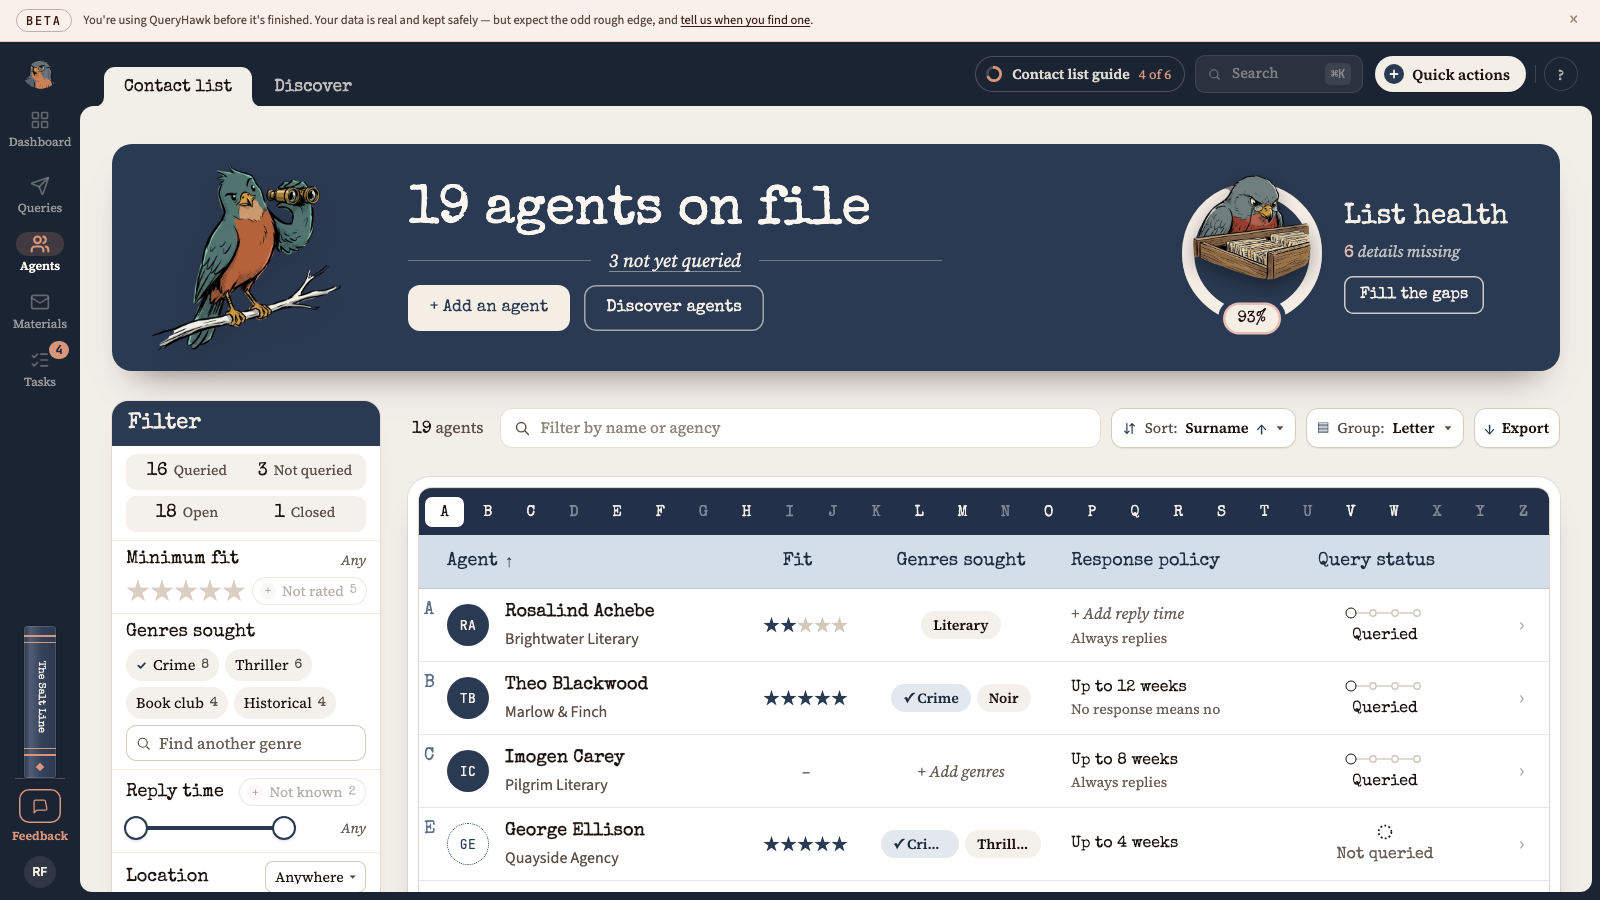 BETA You're using QueryHawk before it's finished. Your data is real and kept safely — but expect the odd rough edge, and tell us when you find one. ×
Contact list Discover Contact list guide 4 of 6 Search ⌘K + Quick actions ?
Dashboard
Queries
Agents
Materials
4
Tasks
The Salt Line
Feedback
RF
19 agents on file
3 not yet queried
+ Add an agent Discover agents
93%
List health
6 details missing
Fill the gaps
Filter
16 Queried 3 Not queried
18 Open 1 Closed
Minimum fit Any
★★★★★ + Not rated 5
Genres sought
✓ Crime 8 Thriller 6
Book club 4 Historical 4
Find another genre
Reply time + Not known 2
Any
Location Anywhere
19 agents Filter by name or agency Sort: Surname ↑ Group: Letter ↓ Export
A B C D E F G H I J K L M N O P Q R S T U V W X Y Z
Agent ↑ Fit Genres sought Response policy Query status
A RA Rosalind Achebe Brightwater Literary ★★★★★ Literary + Add reply time Always replies Queried ›
B TB Theo Blackwood Marlow & Finch ★★★★★ ✓ Crime Noir Up to 12 weeks No response means no Queried ›
C IC Imogen Carey Pilgrim Literary – + Add genres Up to 8 weeks Always replies Queried ›
E GE George Ellison Quayside Agency ★★★★★ ✓ Cri... Thrill... Up to 4 weeks Not queried ›